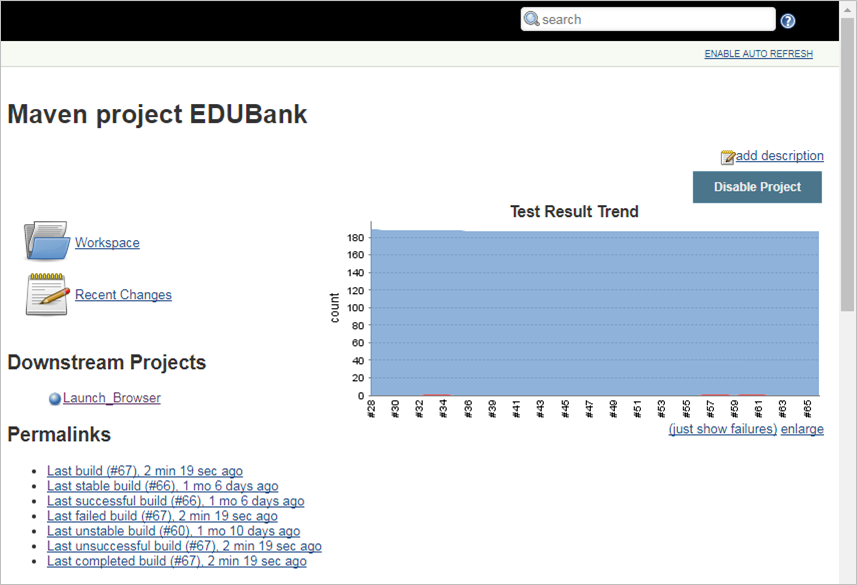 search
ENABLE AUTO REFRESH
Maven project EDUBank
add description
Disable Project
Test Result Trend
Workspace
Recent Changes
count
180
160
140
120
100
80
60
40
20
0
#28 #30 #32 #34 #36 #39 #41 #43 #45 #47 #49 #51 #53 #55 #57 #59 #61 #63 #65
(just show failures) enlarge
Downstream Projects
Launch_Browser
Permalinks
Last build (#67), 2 min 19 sec ago
Last stable build (#66), 1 mo 6 days ago
Last successful build (#66), 1 mo 6 days ago
Last failed build (#67), 2 min 19 sec ago
Last unstable build (#60), 1 mo 10 days ago
Last unsuccessful build (#67), 2 min 19 sec ago
Last completed build (#67), 2 min 19 sec ago